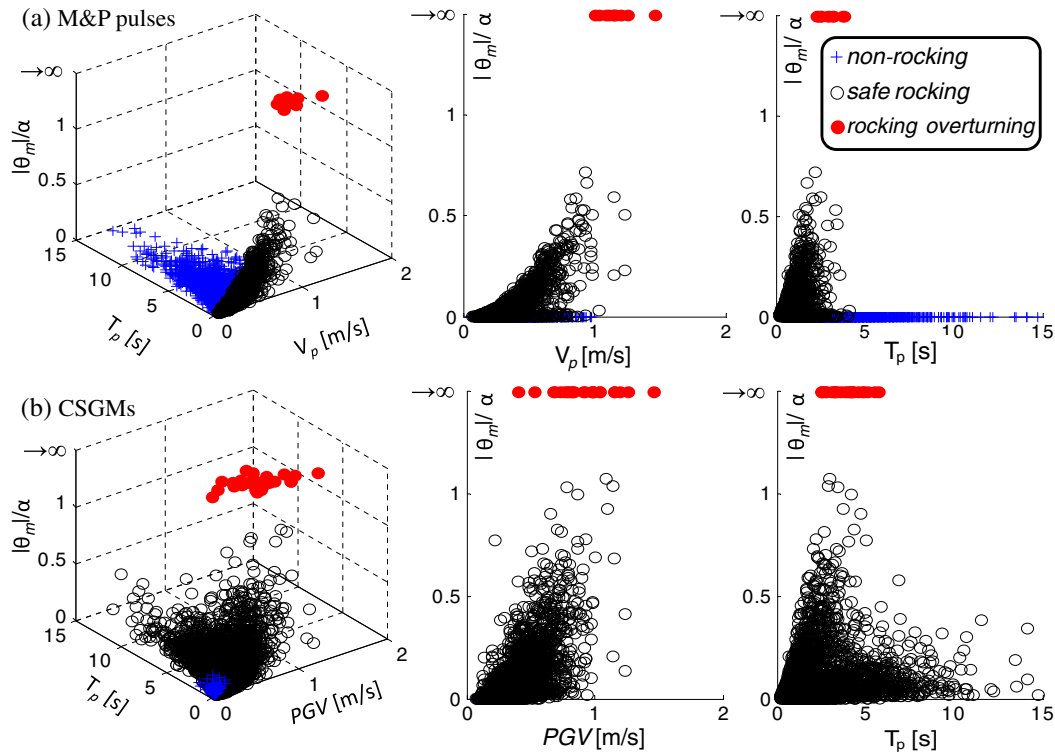 (a) M&P pulses
|θm|/α
→∞
1
0.5
0
15
10
5
0
Tp [s]
0
1
2
Vp [m/s]
→∞
|θm|/α
1
0.5
0
0
1
2
Vp [m/s]
→∞
|θm|/α
1
0.5
0
0
5
10
15
Tp [s]
non-rocking
safe rocking
rocking overturning
(b) CSGMs
|θm|/α
→∞
1
0.5
0
15
10
5
0
Tp [s]
0
1
2
PGV [m/s]
→∞
|θm|/α
1
0.5
0
0
1
2
PGV [m/s]
→∞
|θm|/α
1
0.5
0
0
5
10
15
Tp [s]